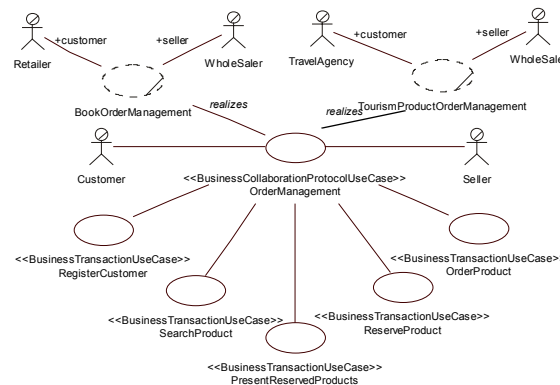 +customer
+seller
+customer
+seller
Retailer
WholeSaler
TravelAgency
WholeSale
BookOrderManagement
TourismProductOrderManagement
realizes
realizes
Customer
Seller
<<BusinessCollaborationProtocolUseCase>>
OrderManagement
<<BusinessTransactionUseCase>>
RegisterCustomer
<<BusinessTransactionUseCase>>
OrderProduct
<<BusinessTransactionUseCase>>
SearchProduct
<<BusinessTransactionUseCase>>
ReserveProduct
<<BusinessTransactionUseCase>>
PresentReservedProducts